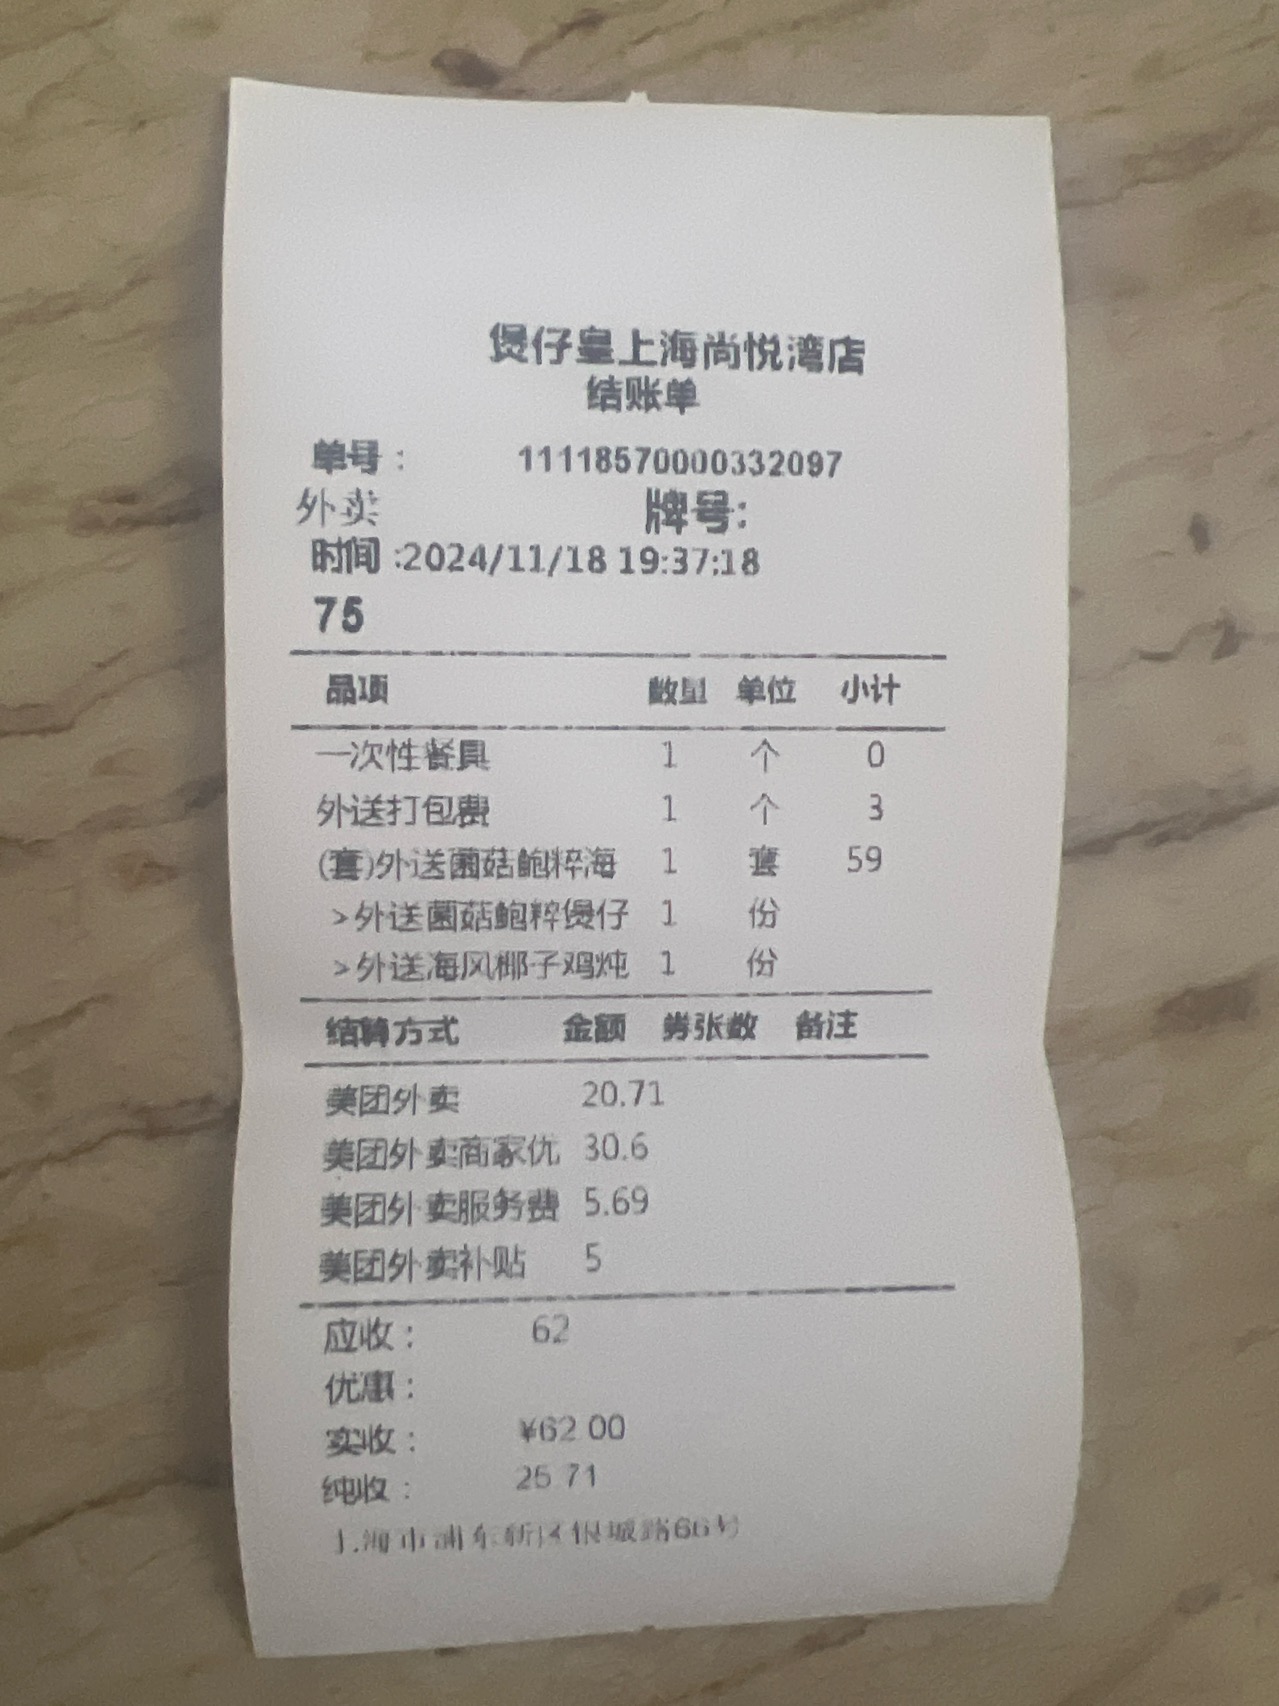 煲仔皇上海尚悦湾店
结账单
单号： 11118570000332097
外卖 牌号:
时间 :2024/11/18 19:37:18
75
品项 数量 单位 小计
一次性餐具 1 个 0
外送打包费 1 个 3
(套)外送菌菇鲍粹海 1 套 59
>外送菌菇鲍粹煲仔 1 份
>外送海风椰子鸡炖 1 份
结算方式 金额 券张数 备注
美团外卖 20.71
美团外卖商家优 30.6
美团外卖服务费 5.69
美团外卖补贴 5
应收： 62
优惠：
实收： ¥62.00
纯收： 25.71
上海市浦东新区银城路66号